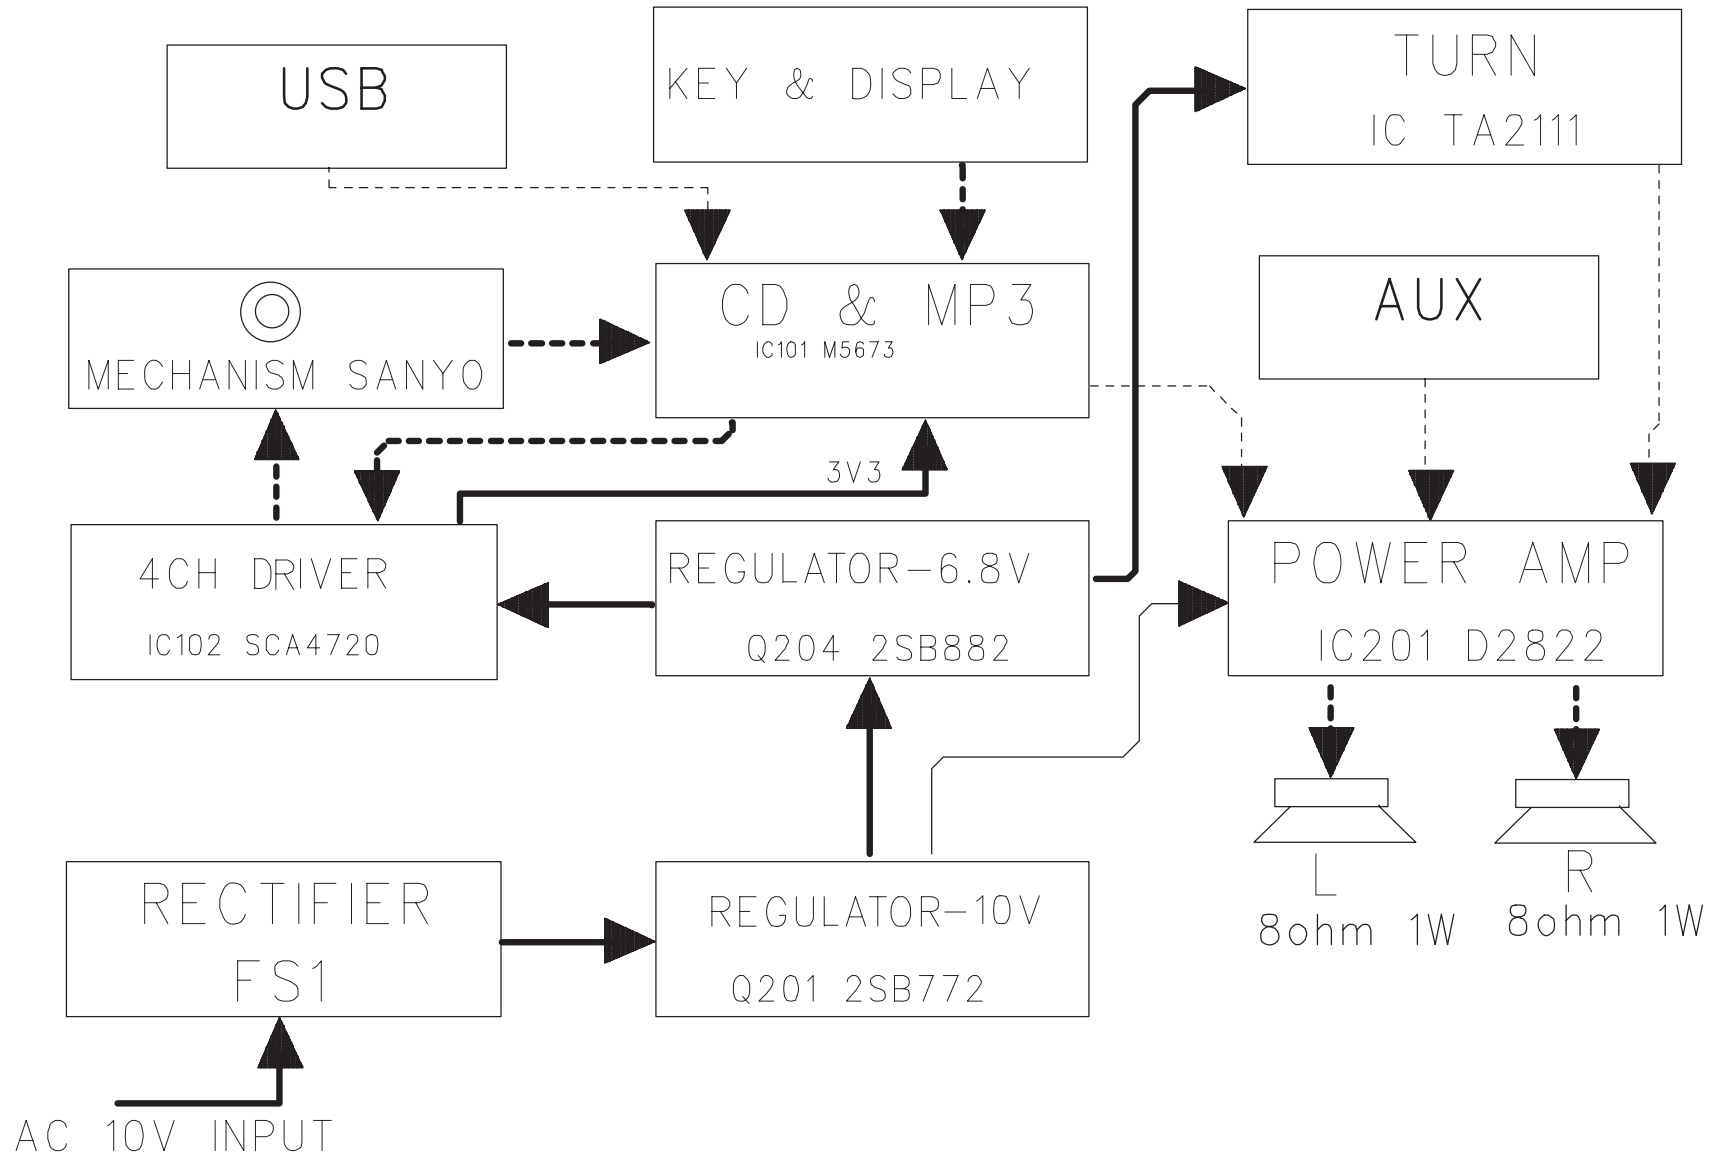 USB
KEY & DISPLAY
TURN
IC TA2111
MECHANISM SANYO
CD & MP3
IC101 M5673
AUX
3V3
4CH DRIVER
IC102 SCA4720
REGULATOR-6.8V
Q204 2SB882
POWER AMP
IC201 D2822
L
8ohm 1W
R
8ohm 1W
RECTIFIER
FS1
REGULATOR-10V
Q201 2SB772
AC 10V INPUT